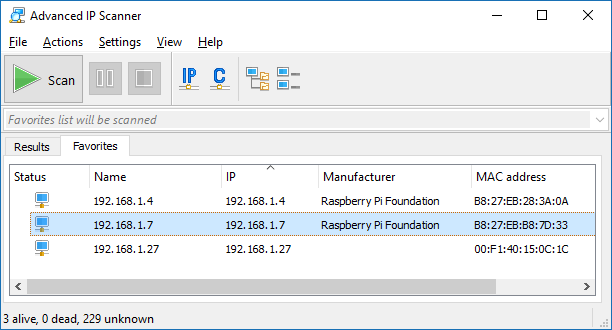 Advanced IP Scanner
File Actions Settings View Help
Scan IP C
Favorites list will be scanned
Results Favorites
Status Name IP Manufacturer MAC address
192.168.1.4 192.168.1.4 Raspberry Pi Foundation B8:27:EB:28:3A:0A
192.168.1.7 192.168.1.7 Raspberry Pi Foundation B8:27:EB:B8:7D:33
192.168.1.27 192.168.1.27 00:F1:40:15:0C:1C
3 alive, 0 dead, 229 unknown